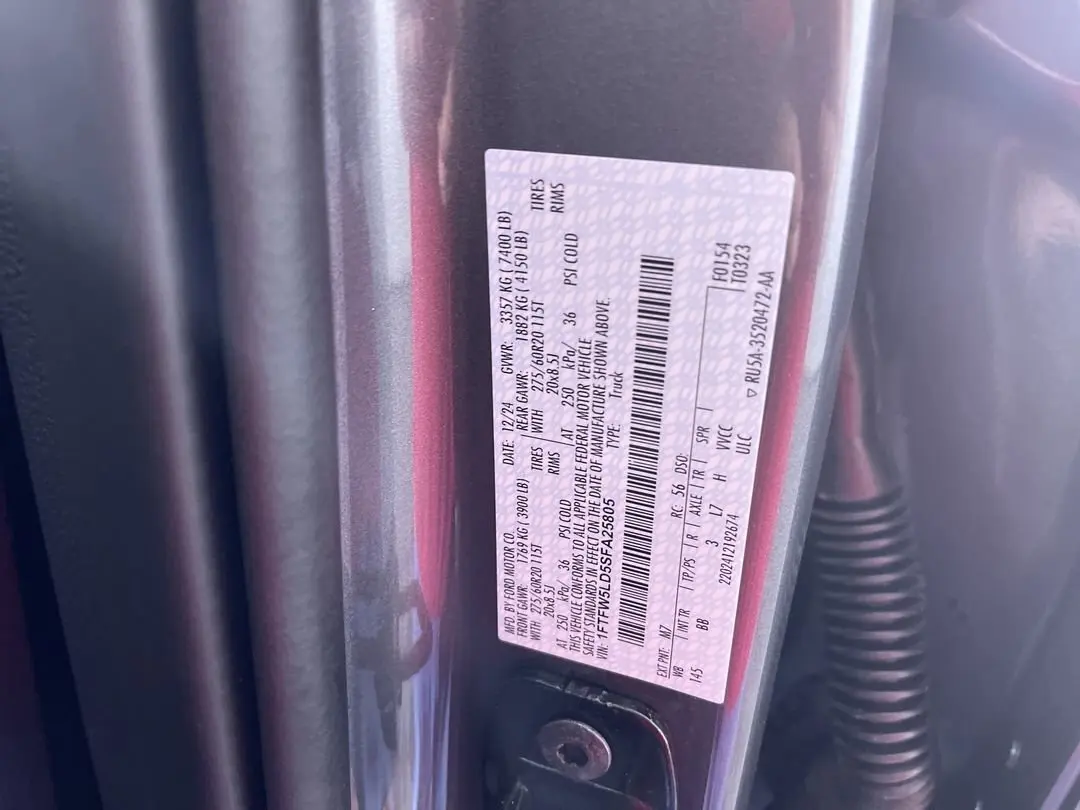 MFD. BY FORD MOTOR CO. DATE: 12/24 GVWR: 3357 KG ( 7400 LB)
FRONT GAWR: 1769 KG ( 3900 LB) REAR GAWR: 1882 KG ( 4150 LB)
WITH 275/60R20 115T TIRES WITH 275/60R20 115T TIRES
20x8.5J RIMS 20x8.5J RIMS
AT 250 kPa/ 36 PSI COLD AT 250 kPa/ 36 PSI COLD
THIS VEHICLE CONFORMS TO ALL APPLICABLE FEDERAL MOTOR VEHICLE
SAFETY STANDARDS IN EFFECT ON THE DATE OF MANUFACTURE SHOWN ABOVE.
VIN: 1FTFW5LD5SFA25805 TYPE: Truck
EXT PNT: M7 RC: 56 DSO: F0154
WB INT TR TP/PS R AXLE TR SPR T0323
145 BB 3 L7 H VVCC
ULC
2202412192674 ▽ RU5A-3520472-AA